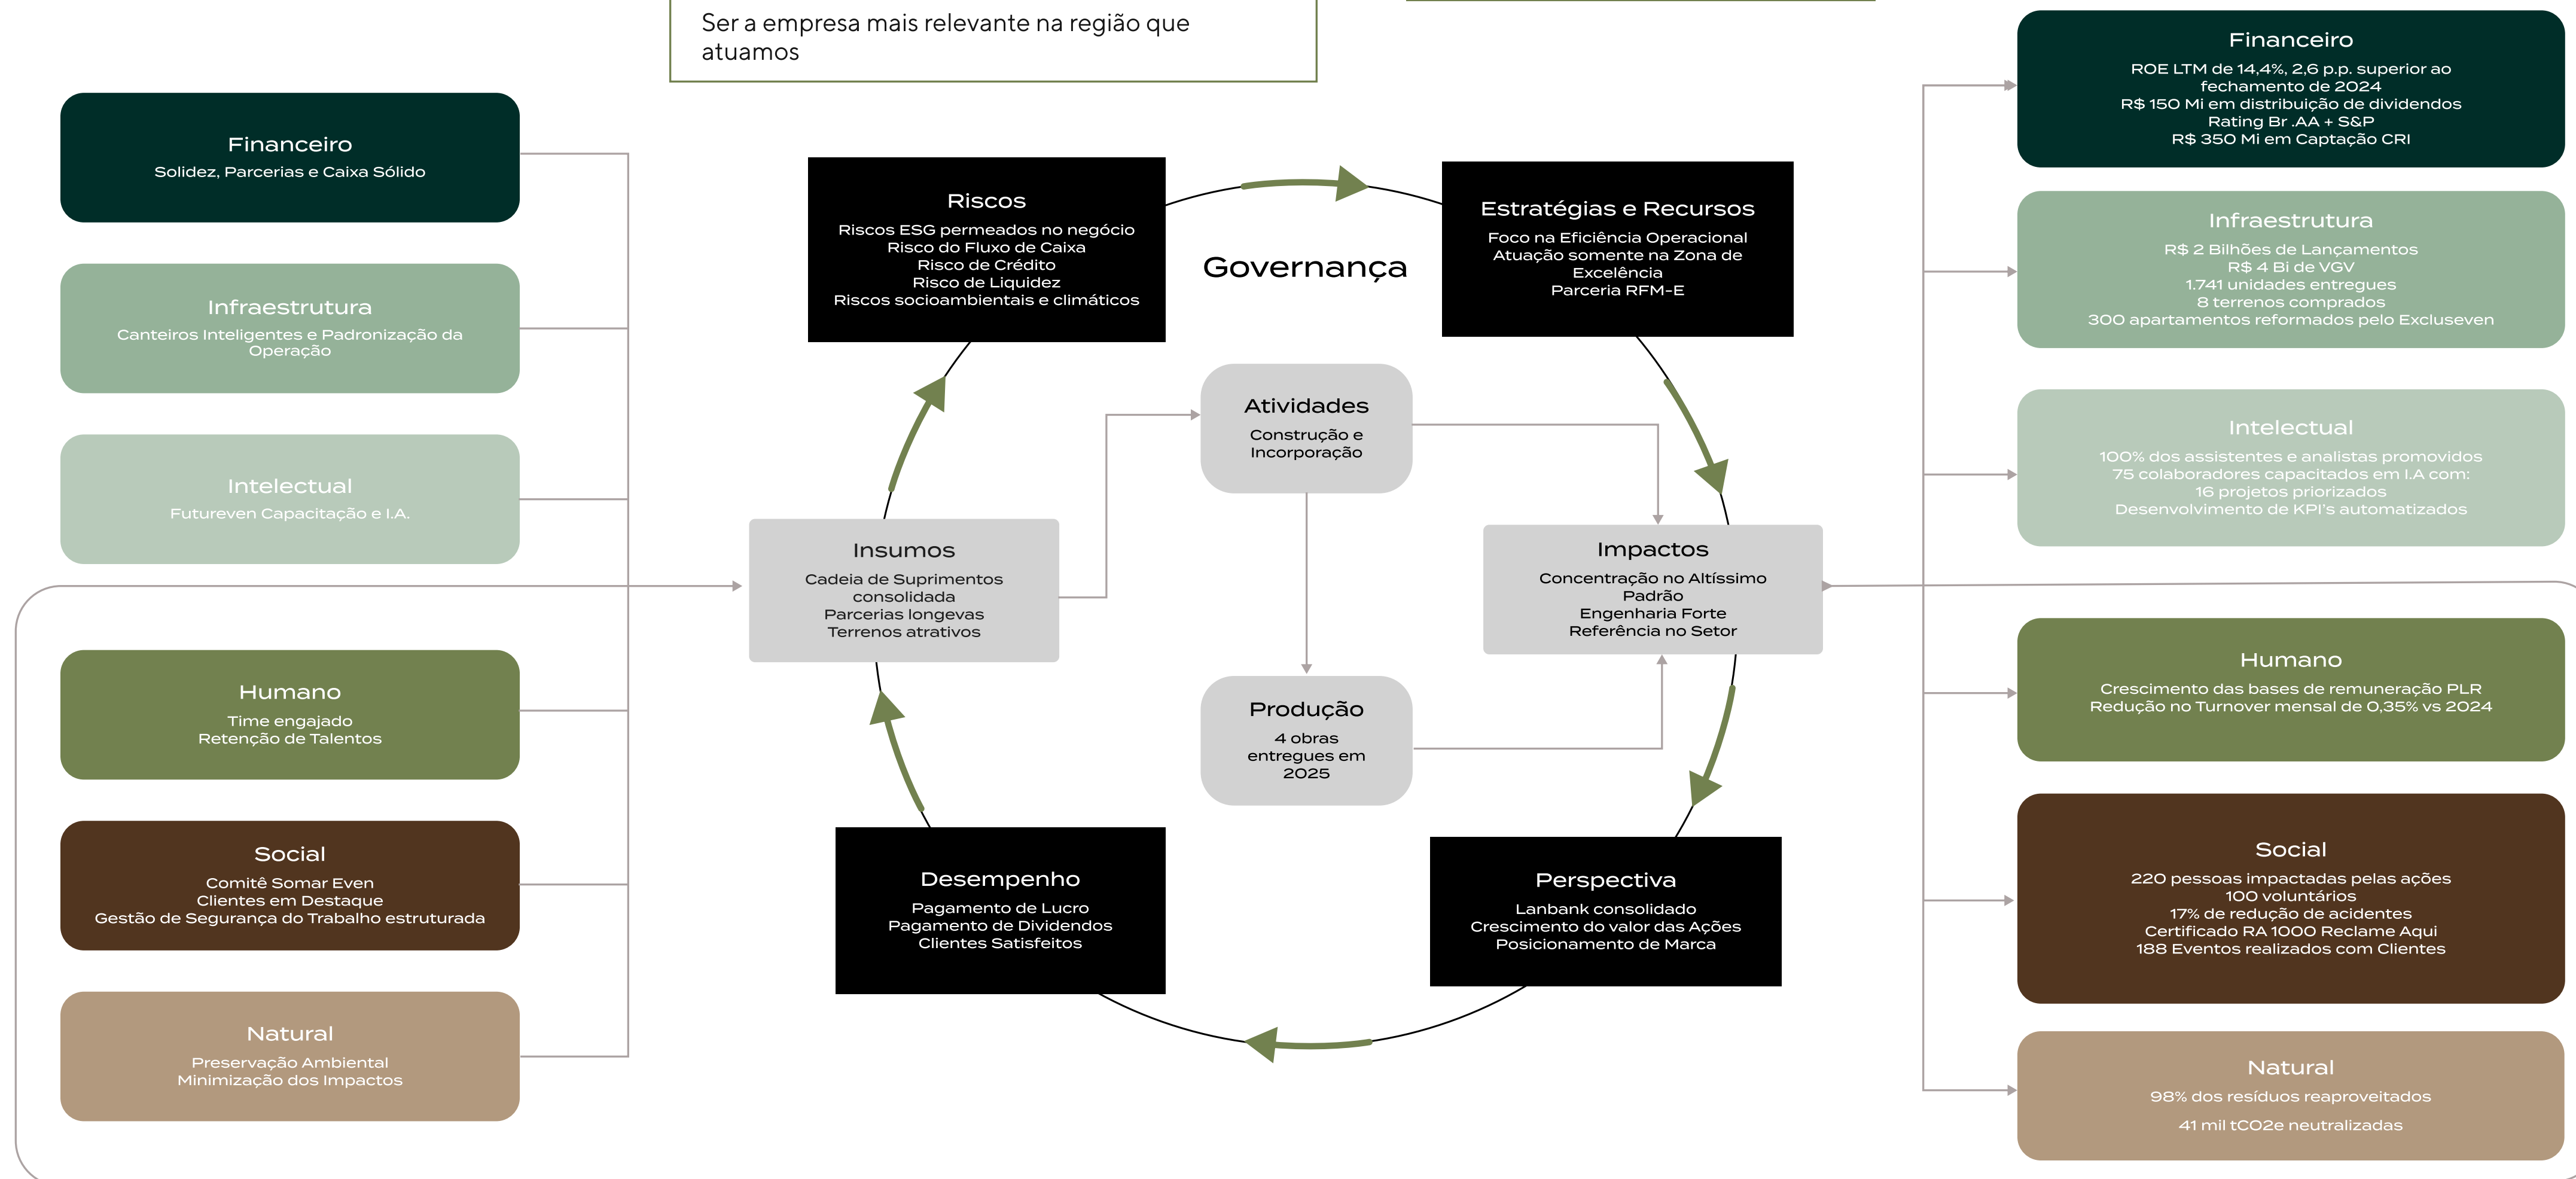 Ser a empresa mais relevante na região que
atuamos
Financeiro
Solidez, Parcerias e Caixa Sólido
Infraestrutura
Canteiros Inteligentes e Padronização da
Operação
Intelectual
Futureven Capacitação e I.A.
Humano
Time engajado
Retenção de Talentos
Social
Comitê Somar Even
Clientes em Destaque
Gestão de Segurança do Trabalho estruturada
Natural
Preservação Ambiental
Minimização dos Impactos
Riscos
Riscos ESG permeados no negócio
Risco do Fluxo de Caixa
Risco de Crédito
Risco de Liquidez
Riscos socioambientais e climáticos
Governança
Estratégias e Recursos
Foco na Eficiência Operacional
Atuação somente na Zona de
Excelência
Parceria RFM-E
Atividades
Construção e
Incorporação
Insumos
Cadeia de Suprimentos
consolidada
Parcerias longevas
Terrenos atrativos
Impactos
Concentração no Altíssimo
Padrão
Engenharia Forte
Referência no Setor
Produção
4 obras
entregues em
2025
Desempenho
Pagamento de Lucro
Pagamento de Dividendos
Clientes Satisfeitos
Perspectiva
Lanbank consolidado
Crescimento do valor das Ações
Posicionamento de Marca
Financeiro
ROE LTM de 14,4%, 2,6 p.p. superior ao
fechamento de 2024
R$ 150 Mi em distribuição de dividendos
Rating Br .AA + S&P
R$ 350 Mi em Captação CRI
Infraestrutura
R$ 2 Bilhões de Lançamentos
R$ 4 Bi de VGV
1.741 unidades entregues
8 terrenos comprados
300 apartamentos reformados pelo Excluseven
Intelectual
100% dos assistentes e analistas promovidos
75 colaboradores capacitados em I.A com:
16 projetos priorizados
Desenvolvimento de KPI's automatizados
Humano
Crescimento das bases de remuneração PLR
Redução no Turnover mensal de 0,35% vs 2024
Social
220 pessoas impactadas pelas ações
100 voluntários
17% de redução de acidentes
Certificado RA 1000 Reclame Aqui
188 Eventos realizados com Clientes
Natural
98% dos resíduos reaproveitados
41 mil tCO2e neutralizadas